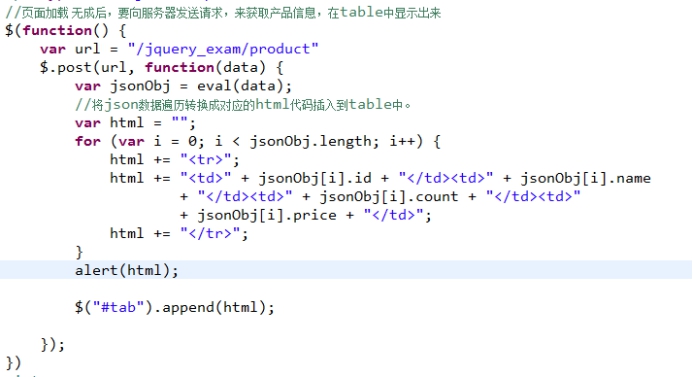 //页面加载无成后，要向服务器发送请求，来获取产品信息，在table中显示出来
$(function() {
var url = "/jquery_exam/product"
$.post(url, function(data) {
var jsonObj = eval(data);
//将json数据遍历转换成对应的html代码插入到table中。
var html = "";
for (var i = 0; i < jsonObj.length; i++) {
html += "<tr>";
html += "<td>" + jsonObj[i].id + "</td><td>" + jsonObj[i].name
+ "</td><td>" + jsonObj[i].count + "</td><td>"
+ jsonObj[i].price + "</td>";
html += "</tr>";
}
alert(html);
$("#tab").append(html);
});
})